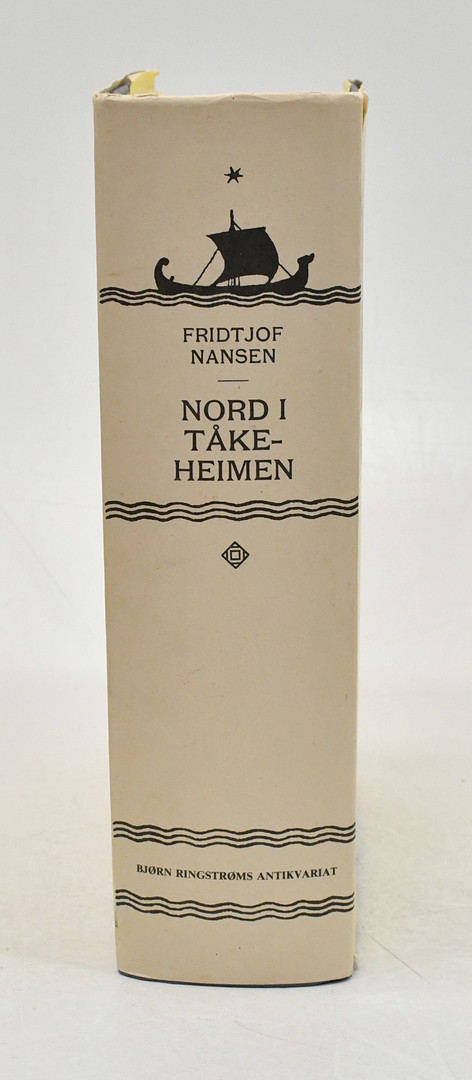 FRIDTJOF
NANSEN
NORD I
TÅKE-
HEIMEN
BJØRN RINGSTRØMS ANTIKVARIAT